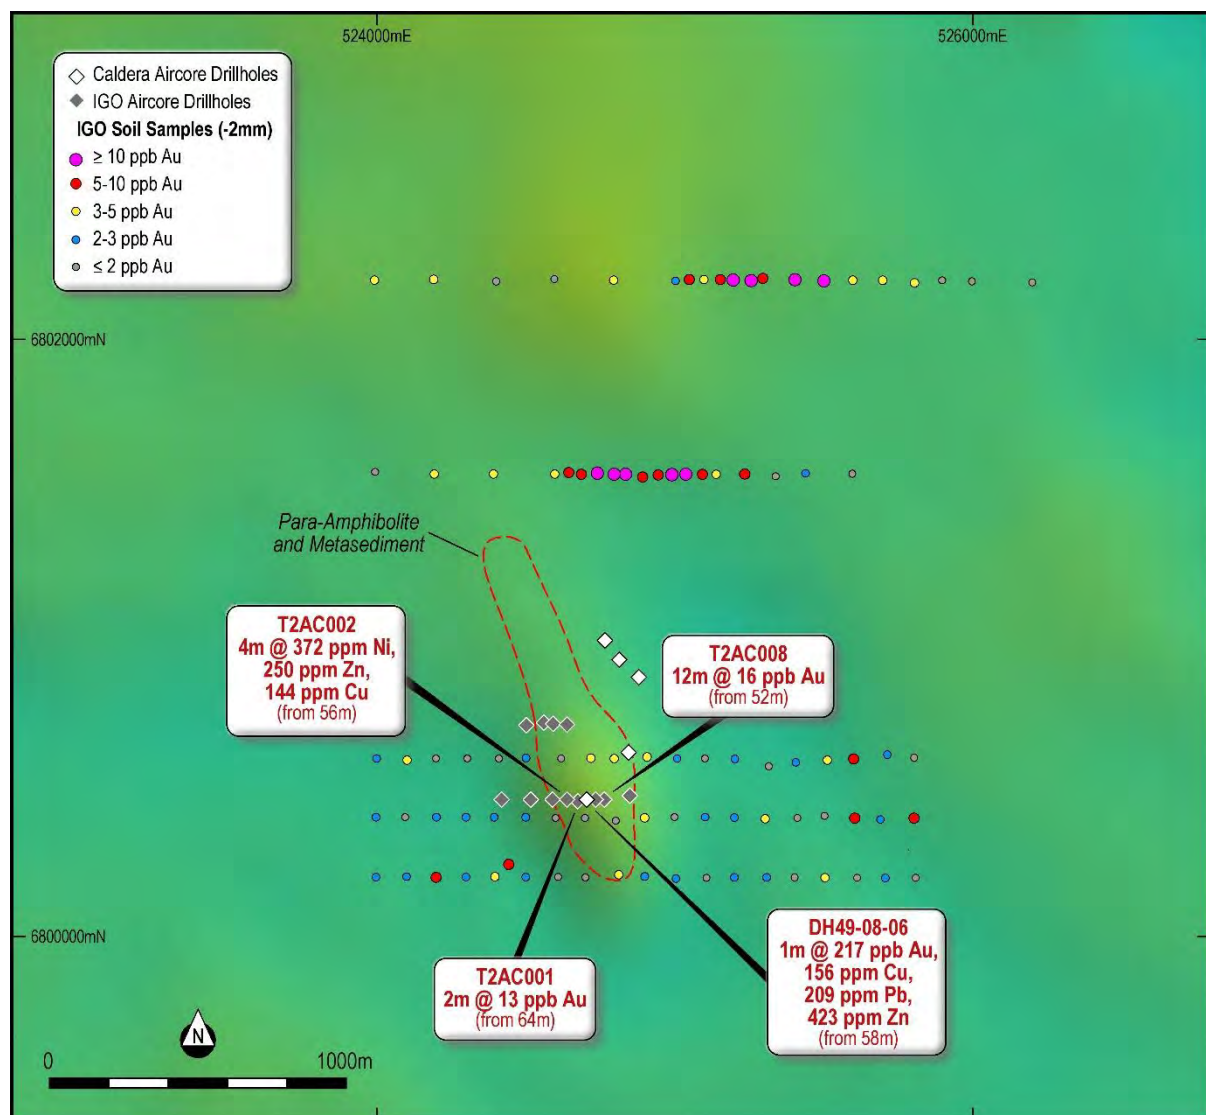 524000mE
526000mE
Caldera Aircore Drillholes
IGO Aircore Drillholes
IGO Soil Samples (-2mm)
≥ 10 ppb Au
5-10 ppb Au
3-5 ppb Au
2-3 ppb Au
≤ 2 ppb Au
6802000mN
Para-Amphibolite
and Metasediment
T2AC002
4m @ 372 ppm Ni,
250 ppm Zn,
144 ppm Cu
(from 56m)
T2AC008
12m @ 16 ppb Au
(from 52m)
6800000mN
T2AC001
2m @ 13 ppb Au
(from 64m)
DH49-08-06
1m @ 217 ppb Au,
156 ppm Cu,
209 ppm Pb,
423 ppm Zn
(from 58m)
N
0
1000m